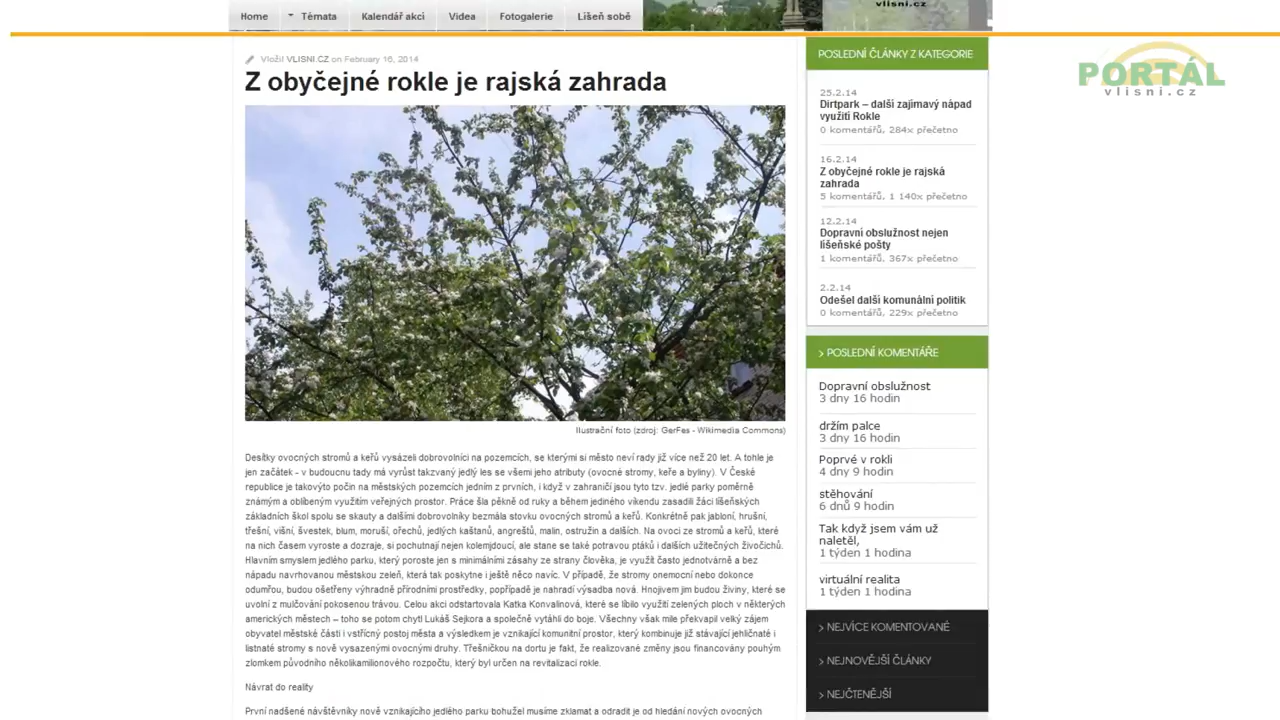 vlisni.cz
Home
Témata
Kalendář akcí
Videa
Fotogalerie
Líšeň sobě
Vložil VLISNI.CZ on February 16, 2014
Z obyčejné rokle je rajská zahrada
Ilustrační foto (zdroj: GerFes - Wikimedia Commons)
Desítky ovocných stromů a keřů vysázeli dobrovolníci na pozemcích, se kterými si město neví rady již více než 20 let. A tohle je
jen začátek - v budoucnu tady má vyrůst takzvaný jedlý les se všemi jeho atributy (ovocné stromy, keře a byliny). V České
republice je takovýto počin na městských pozemcích jedním z prvních, i když v zahraničí jsou tyto tzv. jedlé parky poměrně
známým a oblíbeným využitím veřejných prostor. Práce šla pěkně od ruky a během jediného víkendu zasadili žáci líšeňských
základních škol spolu se skauty a dalšími dobrovolníky bezmála stovku ovocných stromů a keřů. Konkrétně pak jabloní, hrušní,
třešní, višní, švestek, blum, moruší, ořechů, jedlých kaštanů, angreštů, malin, ostružin a dalších. Na ovoci ze stromů a keřů, které
na nich časem vyroste a dozraje, si pochutnají nejen kolemjdoucí, ale stane se také potravou ptáků i dalších užitečných živočichů.
Hlavním smyslem jedlého parku, který poroste jen s minimálními zásahy ze strany člověka, je využít často jednotvárně a bez
nápadu navrhovanou městskou zeleň, která tak poskytne i ještě něco navíc. V případě, že stromy onemocní nebo dokonce
odumřou, budou ošetřeny výhradně přírodními prostředky, popřípadě je nahradí výsadba nová. Hnojivem jim budou živiny, které se
uvolní z mulčování pokosenou trávou. Celou akci odstartovala Katka Konvalinová, které se líbilo využití zelených ploch v některých
amerických městech – toho se potom chytl Lukáš Sejkora a společně vytáhli do boje. Všechny však mile překvapil velký zájem
obyvatel městské části i vstřícný postoj města a výsledkem je vznikající komunitní prostor, který kombinuje již stávající jehličnaté i
listnaté stromy s nově vysazenými ovocnými druhy. Třešničkou na dortu je fakt, že realizované změny jsou financovány pouhým
zlomkem původního několikamilionového rozpočtu, který byl určen na revitalizaci rokle.
Návrat do reality
První nadšené návštěvníky nově vznikajícího jedlého parku bohužel musíme zklamat a odradit je od hledání nových ovocných
POSLEDNÍ ČLÁNKY Z KATEGORIE
25.2.14
Dirtpark – další zajímavý nápad
využití Rokle
0 komentářů, 284x přečetno
16.2.14
Z obyčejné rokle je rajská
zahrada
5 komentářů, 1 140x přečetno
12.2.14
Dopravní obslužnost nejen
líšeňské pošty
1 komentářů, 367x přečetno
2.2.14
Odešel další komunální politik
0 komentářů, 229x přečetno
> POSLEDNÍ KOMENTÁŘE
Dopravní obslužnost
3 dny 16 hodin
držím palce
3 dny 16 hodin
Poprvé v rokli
4 dny 9 hodin
stěhování
6 dnů 9 hodin
Tak když jsem vám už
naletěl,
1 týden 1 hodina
virtuální realita
1 týden 1 hodina
> NEJVÍCE KOMENTOVANÉ
> NEJNOVĚJŠÍ ČLÁNKY
> NEJČTENĚJŠÍ
PORTÁL
vlisni.cz